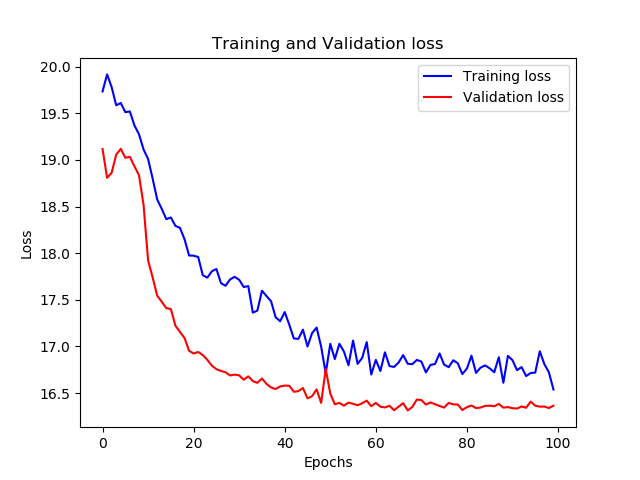 Training and Validation loss
Training loss
Validation loss
Loss
20.0
19.5
19.0
18.5
18.0
17.5
17.0
16.5
0 20 40 60 80 100
Epochs